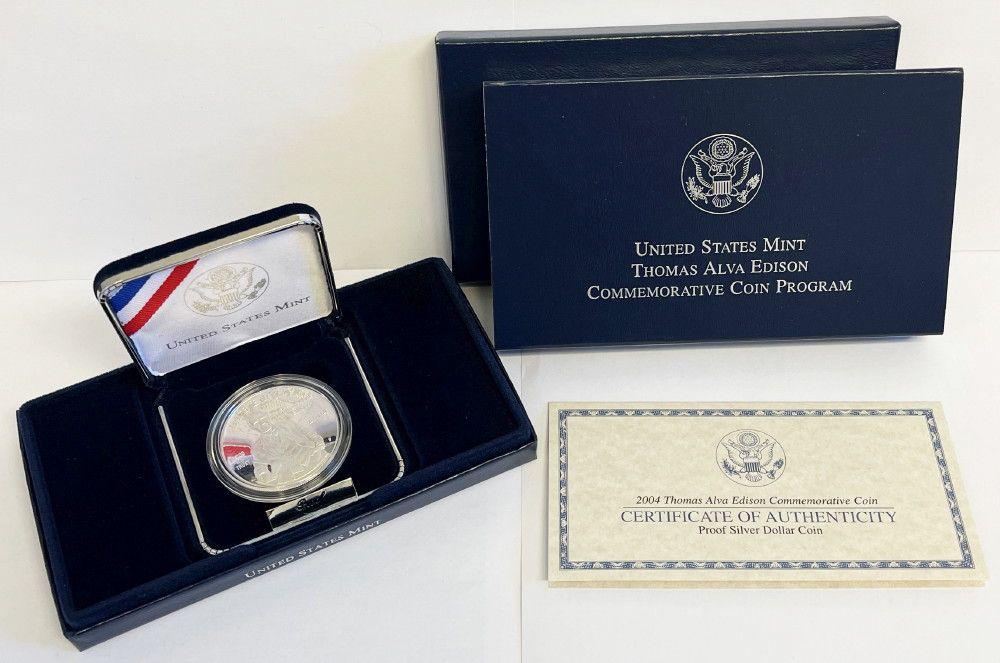 UNITED STATES MINT
THOMAS ALVA EDISON
COMMEMORATIVE COIN PROGRAM
UNITED STATES MINT
Proof
UNITED STATES MINT
2004 Thomas Alva Edison Commemorative Coin
CERTIFICATE OF AUTHENTICITY
Proof Silver Dollar Coin